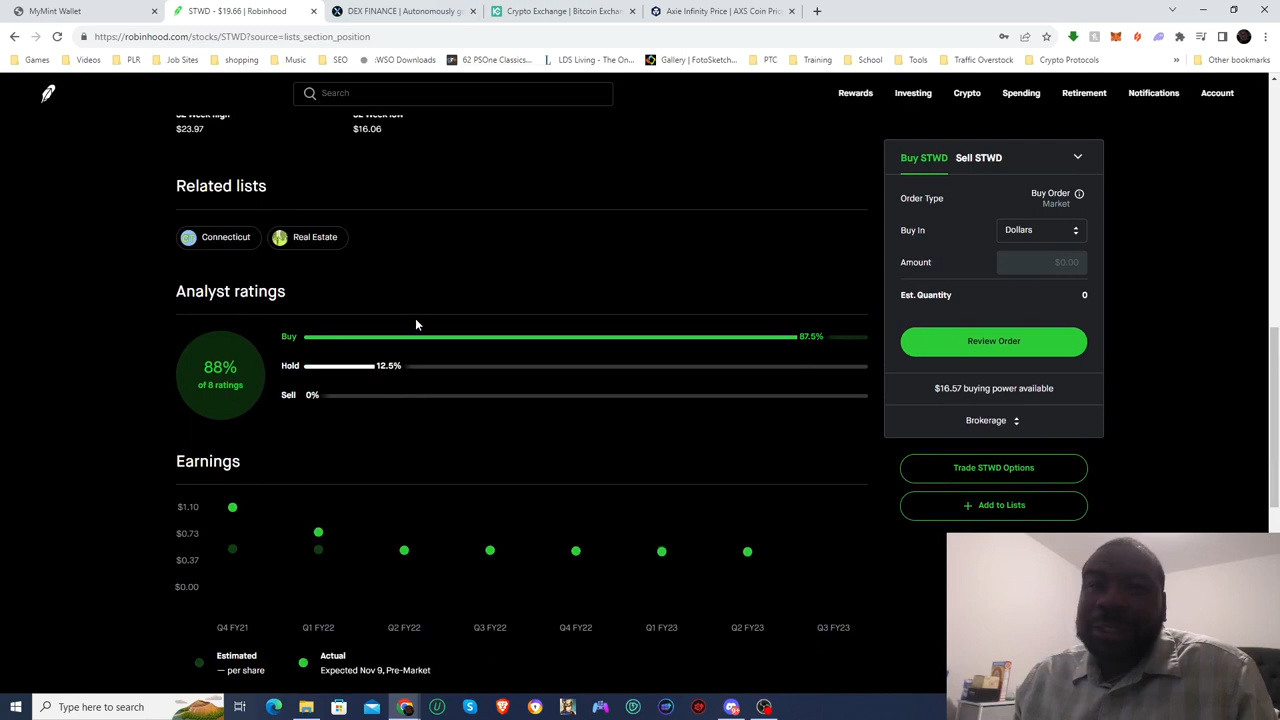 MyMint Wallet
STWD - $19.66 | Robinhood
DEX FINANCE | Autonomously g
Crypto Exchange | Bitcoin Exchan
Axie Infinity Price | AXS Coin Pric
https://robinhood.com/stocks/STWD?source=lists_section_position
Games Videos PLR Job Sites shopping Music SEO :WSO Downloads 62 PSOne Classics?... LDS Living - The On... Gallery | FotoSketch... PTC Training School Tools Traffic Overstock Crypto Protocols » Other bookmarks
Search
Rewards Investing Crypto Spending Retirement Notifications Account
52 Week high 52 Week low
$23.97 $16.06
Related lists
Connecticut Real Estate
Analyst ratings
88%
of 8 ratings
Buy 87.5%
Hold 12.5%
Sell 0%
Earnings
$1.10
$0.73
$0.37
$0.00
Q4 FY21 Q1 FY22 Q2 FY22 Q3 FY22 Q4 FY22 Q1 FY23 Q2 FY23 Q3 FY23
Estimated Actual
— per share Expected Nov 9, Pre-Market
Buy STWD Sell STWD
Order Type Buy Order
Market
Buy In Dollars
Amount $0.00
Est. Quantity 0
Review Order
$16.57 buying power available
Brokerage
Trade STWD Options
+ Add to Lists
Type here to search